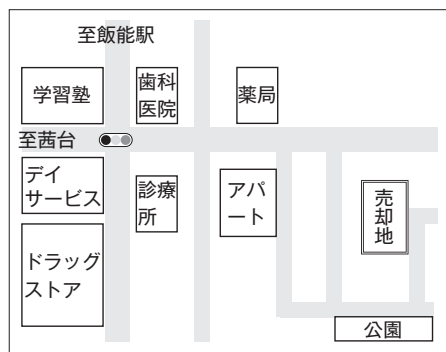 至飯能駅
学習塾
歯科
医院
薬局
至茜台
デイ
サービス
診療
所
アパ
ート
売却地
ドラッグ
ストア
公園